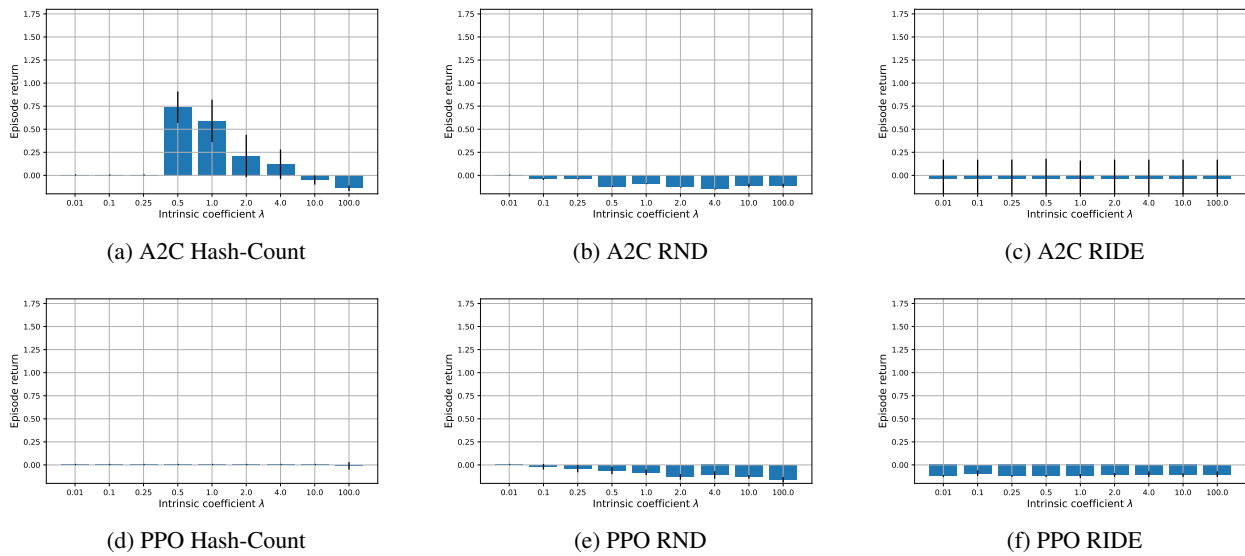 1.75
1.50
1.25
1.00
0.75
0.50
0.25
0.00
Episode return
0.01 0.1 0.25 0.5 1.0 2.0 4.0 10.0 100.0
Intrinsic coefficient λ
(a) A2C Hash-Count
1.75
1.50
1.25
1.00
0.75
0.50
0.25
0.00
Episode return
0.01 0.1 0.25 0.5 1.0 2.0 4.0 10.0 100.0
Intrinsic coefficient λ
(b) A2C RND
1.75
1.50
1.25
1.00
0.75
0.50
0.25
0.00
Episode return
0.01 0.1 0.25 0.5 1.0 2.0 4.0 10.0 100.0
Intrinsic coefficient λ
(c) A2C RIDE
1.75
1.50
1.25
1.00
0.75
0.50
0.25
0.00
Episode return
0.01 0.1 0.25 0.5 1.0 2.0 4.0 10.0 100.0
Intrinsic coefficient λ
(d) PPO Hash-Count
1.75
1.50
1.25
1.00
0.75
0.50
0.25
0.00
Episode return
0.01 0.1 0.25 0.5 1.0 2.0 4.0 10.0 100.0
Intrinsic coefficient λ
(e) PPO RND
1.75
1.50
1.25
1.00
0.75
0.50
0.25
0.00
Episode return
0.01 0.1 0.25 0.5 1.0 2.0 4.0 10.0 100.0
Intrinsic coefficient λ
(f) PPO RIDE